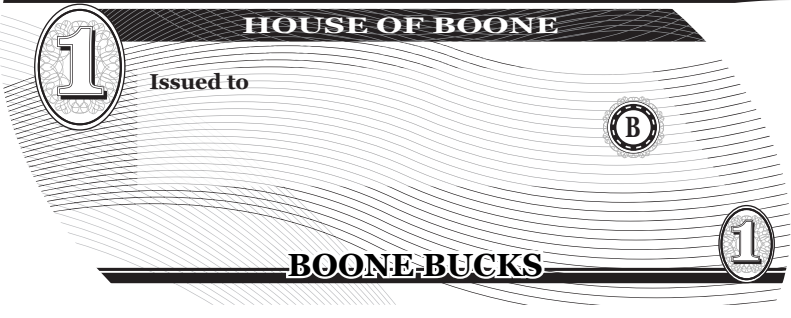 HOUSE OF BOONE
1
Issued to
B
1
BOONE BUCKS